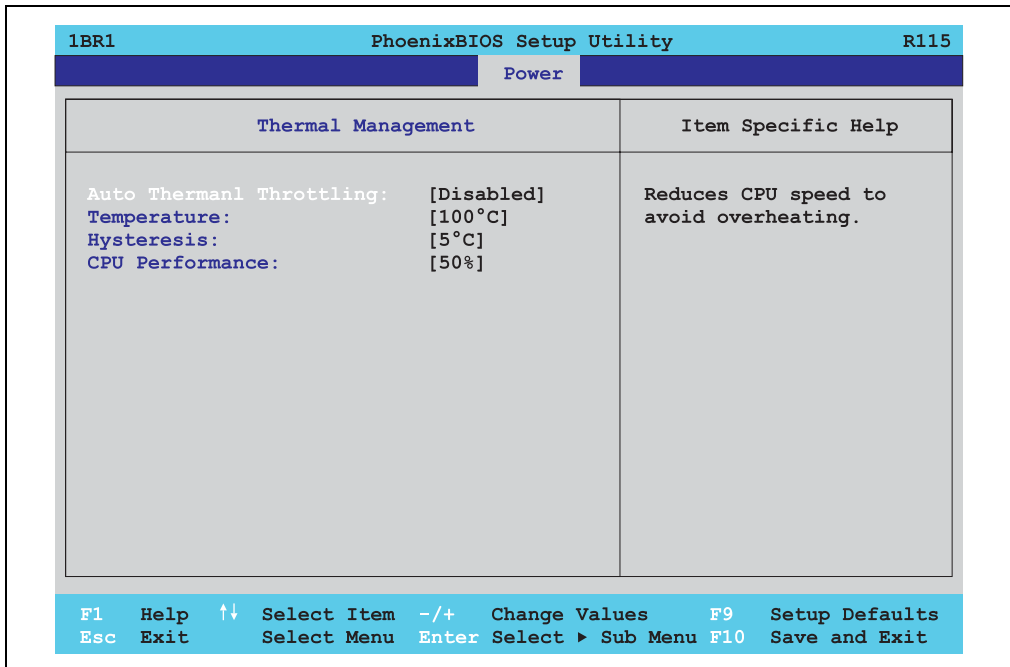 1BR1 PhoenixBIOS Setup Utility R115
Power
Thermal Management Item Specific Help
Auto Thermanl Throttling: [Disabled] Reduces CPU speed to
Temperature: [100°C] avoid overheating.
Hysteresis: [5°C]
CPU Performance: [50%]
F1 Help ↑↓ Select Item -/+ Change Values F9 Setup Defaults
Esc Exit Select Menu Enter Select ▶ Sub Menu F10 Save and Exit